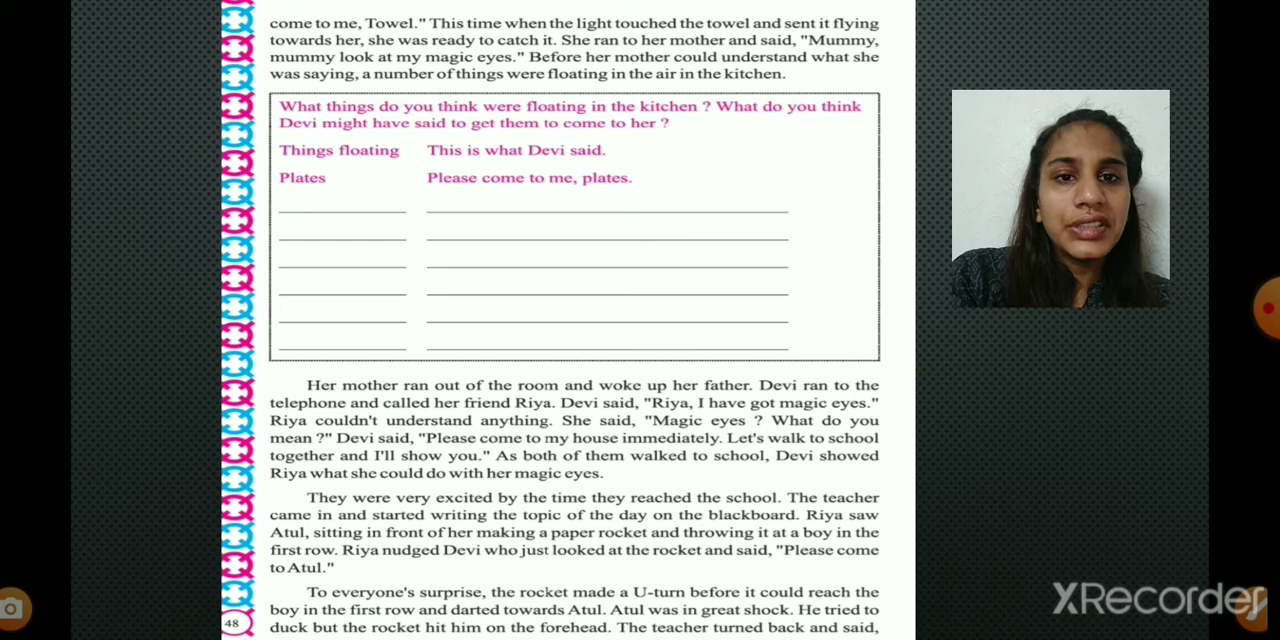 come to me, Towel." This time when the light touched the towel and sent it flying
towards her, she was ready to catch it. She ran to her mother and said, "Mummy,
mummy look at my magic eyes." Before her mother could understand what she
was saying, a number of things were floating in the air in the kitchen.
What things do you think were floating in the kitchen ? What do you think
Devi might have said to get them to come to her ?
Things floating This is what Devi said.
Plates Please come to me, plates.
Her mother ran out of the room and woke up her father. Devi ran to the
telephone and called her friend Riya. Devi said, "Riya, I have got magic eyes."
Riya couldn't understand anything. She said, "Magic eyes ? What do you
mean ?" Devi said, "Please come to my house immediately. Let's walk to school
together and I'll show you." As both of them walked to school, Devi showed
Riya what she could do with her magic eyes.
They were very excited by the time they reached the school. The teacher
came in and started writing the topic of the day on the blackboard. Riya saw
Atul, sitting in front of her making a paper rocket and throwing it at a boy in the
first row. Riya nudged Devi who just looked at the rocket and said, "Please come
to Atul."
To everyone's surprise, the rocket made a U-turn before it could reach the
boy in the first row and darted towards Atul. Atul was in great shock. He tried to
duck but the rocket hit him on the forehead. The teacher turned back and said,
48
XRecorder